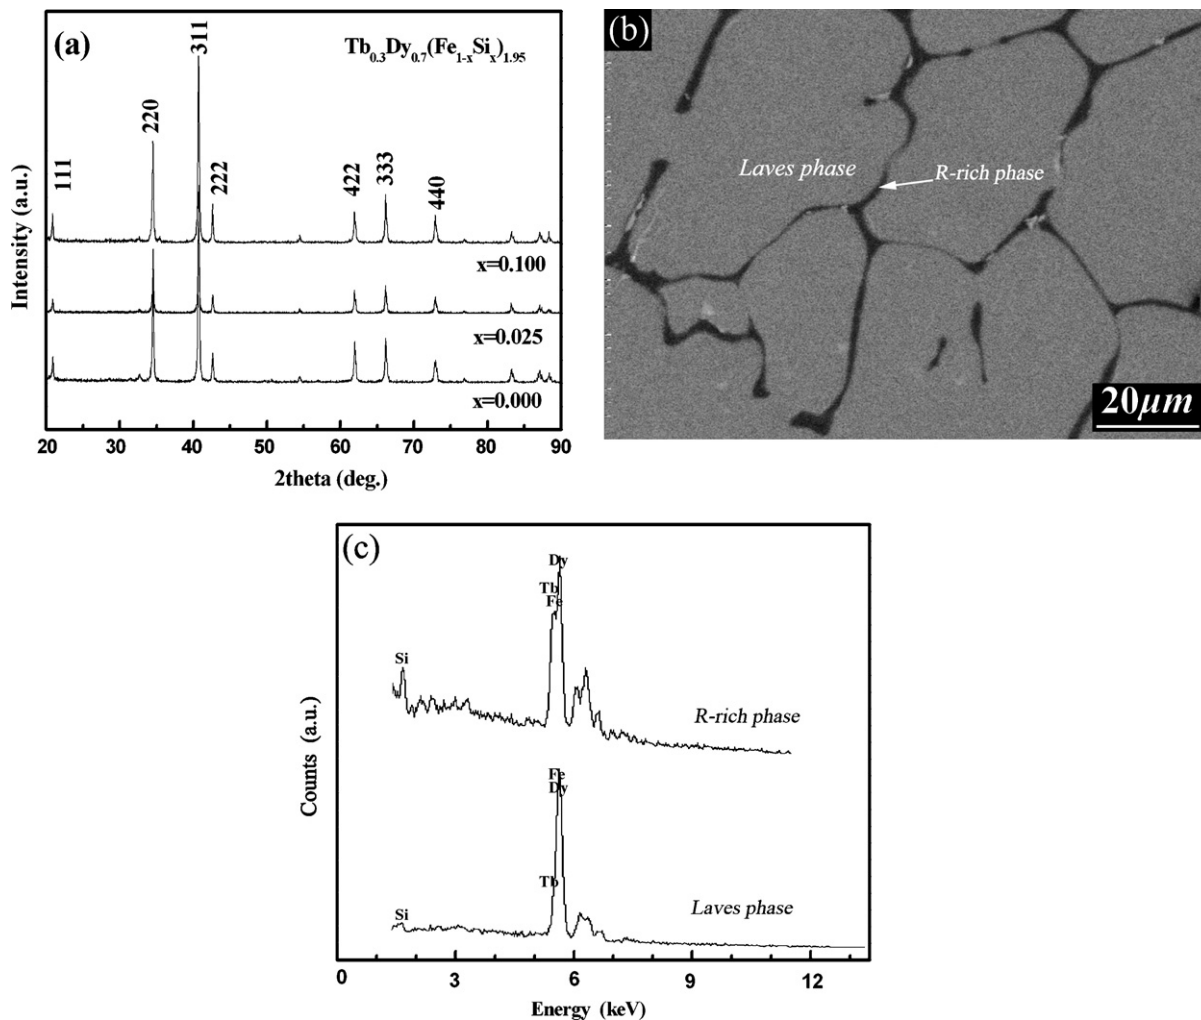 (a)
Tb0.3Dy0.7(Fe1-xSix)1.95
111
220
311
222
422
333
440
x=0.100
x=0.025
x=0.000
Intensity (a.u.)
20 30 40 50 60 70 80 90
2theta (deg.)
(b)
Laves phase
R-rich phase
20μm
(c)
Dy
Tb
Fe
Si
R-rich phase
Fe
Dy
Tb
Si
Laves phase
Counts (a.u.)
0 3 6 9 12
Energy (keV)